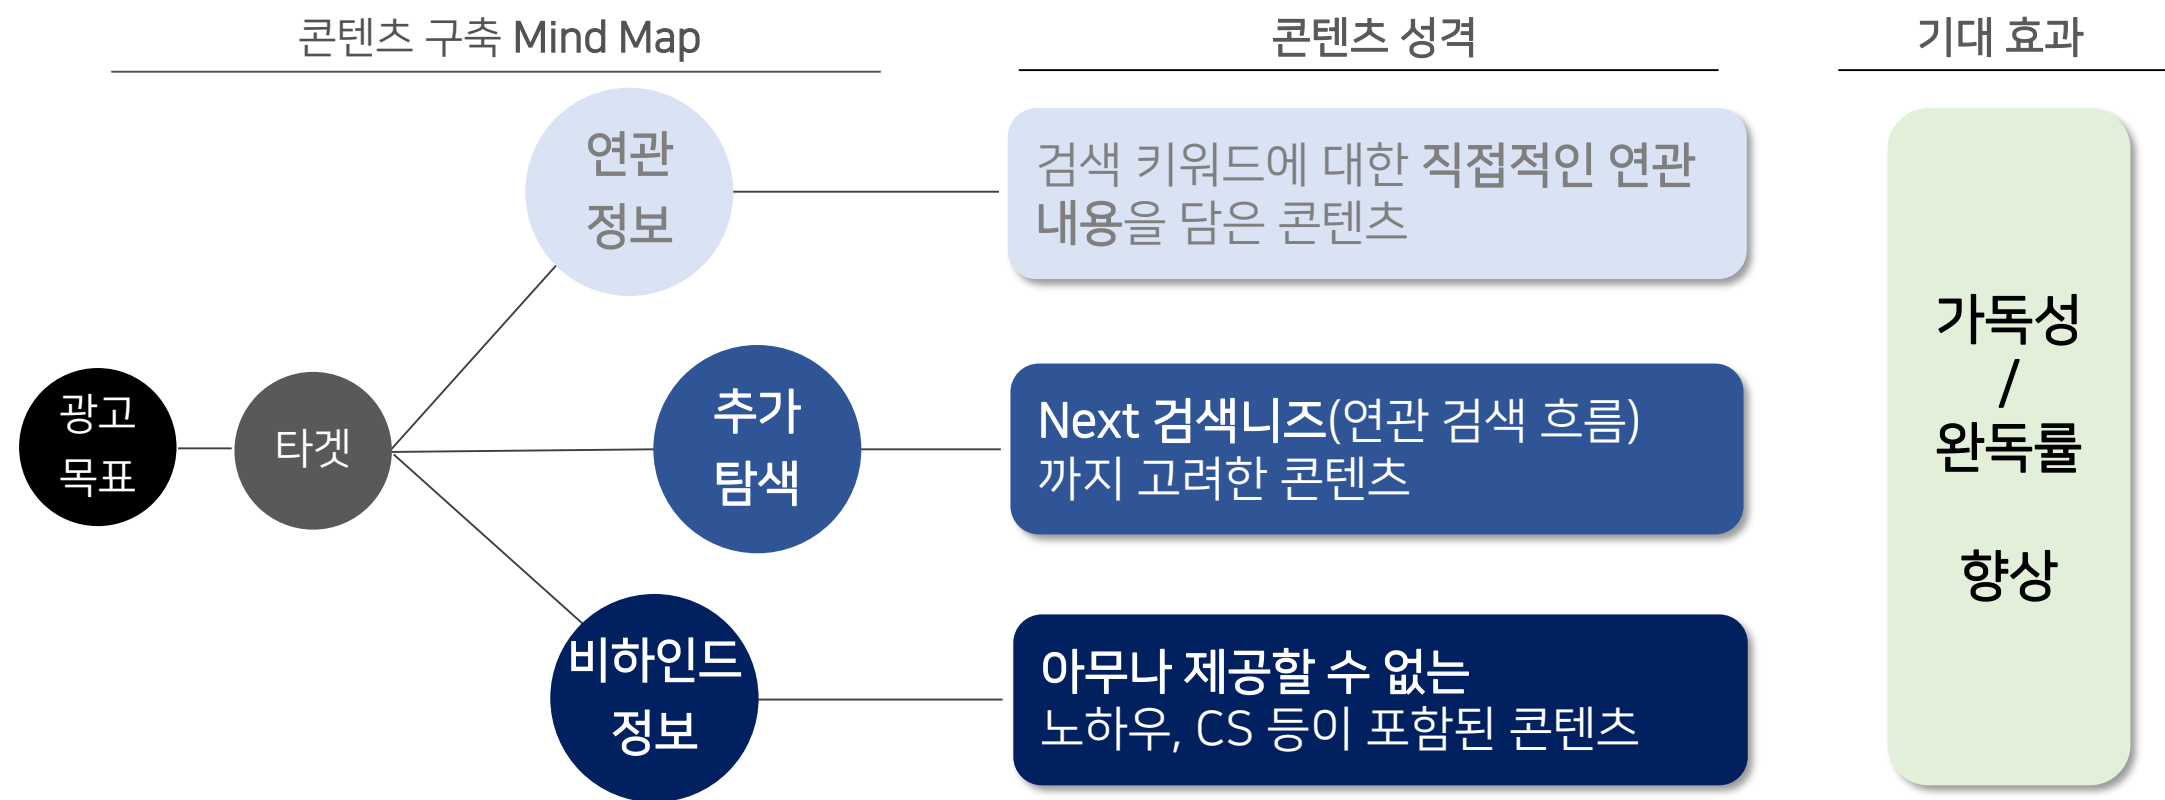 콘텐츠 구축 Mind Map
콘텐츠 성격
기대 효과
광고
목표
타겟
연관
정보
검색 키워드에 대한 직접적인 연관
내용을 담은 콘텐츠
추가
탐색
Next 검색니즈(연관 검색 흐름)
까지 고려한 콘텐츠
비하인드
정보
아무나 제공할 수 없는
노하우, CS 등이 포함된 콘텐츠
가독성
/
완독률
향상